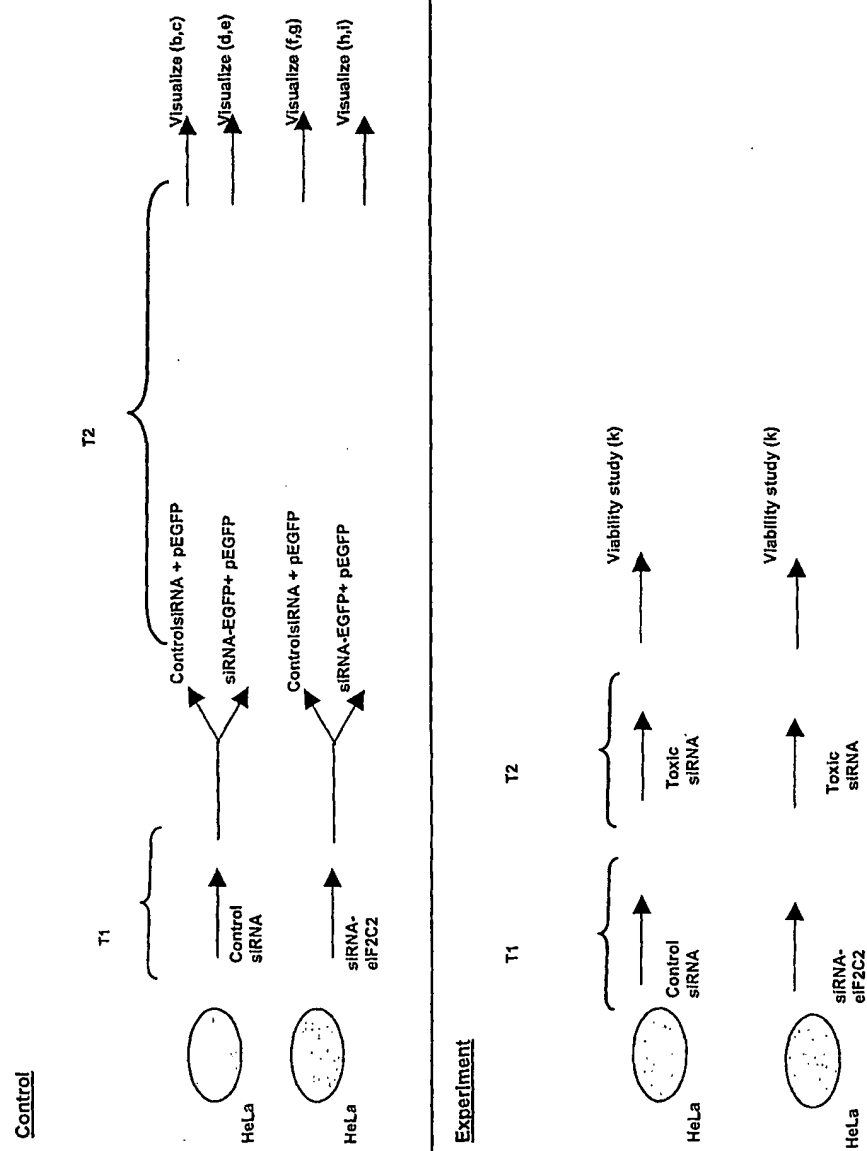 Control
T1
T2
HeLa
Control
siRNA
ControlsiRNA + pEGFP
siRNA-EGFP+ pEGFP
Visualize (b,c)
Visualize (d,e)
HeLa
siRNA-
eIF2C2
ControlsiRNA + pEGFP
siRNA-EGFP+ pEGFP
Visualize (f,g)
Visualize (h,i)
Experiment
T1
T2
HeLa
Control
siRNA
Toxic
siRNA
Viability study (k)
HeLa
siRNA-
eIF2C2
Toxic
siRNA
Viability study (k)